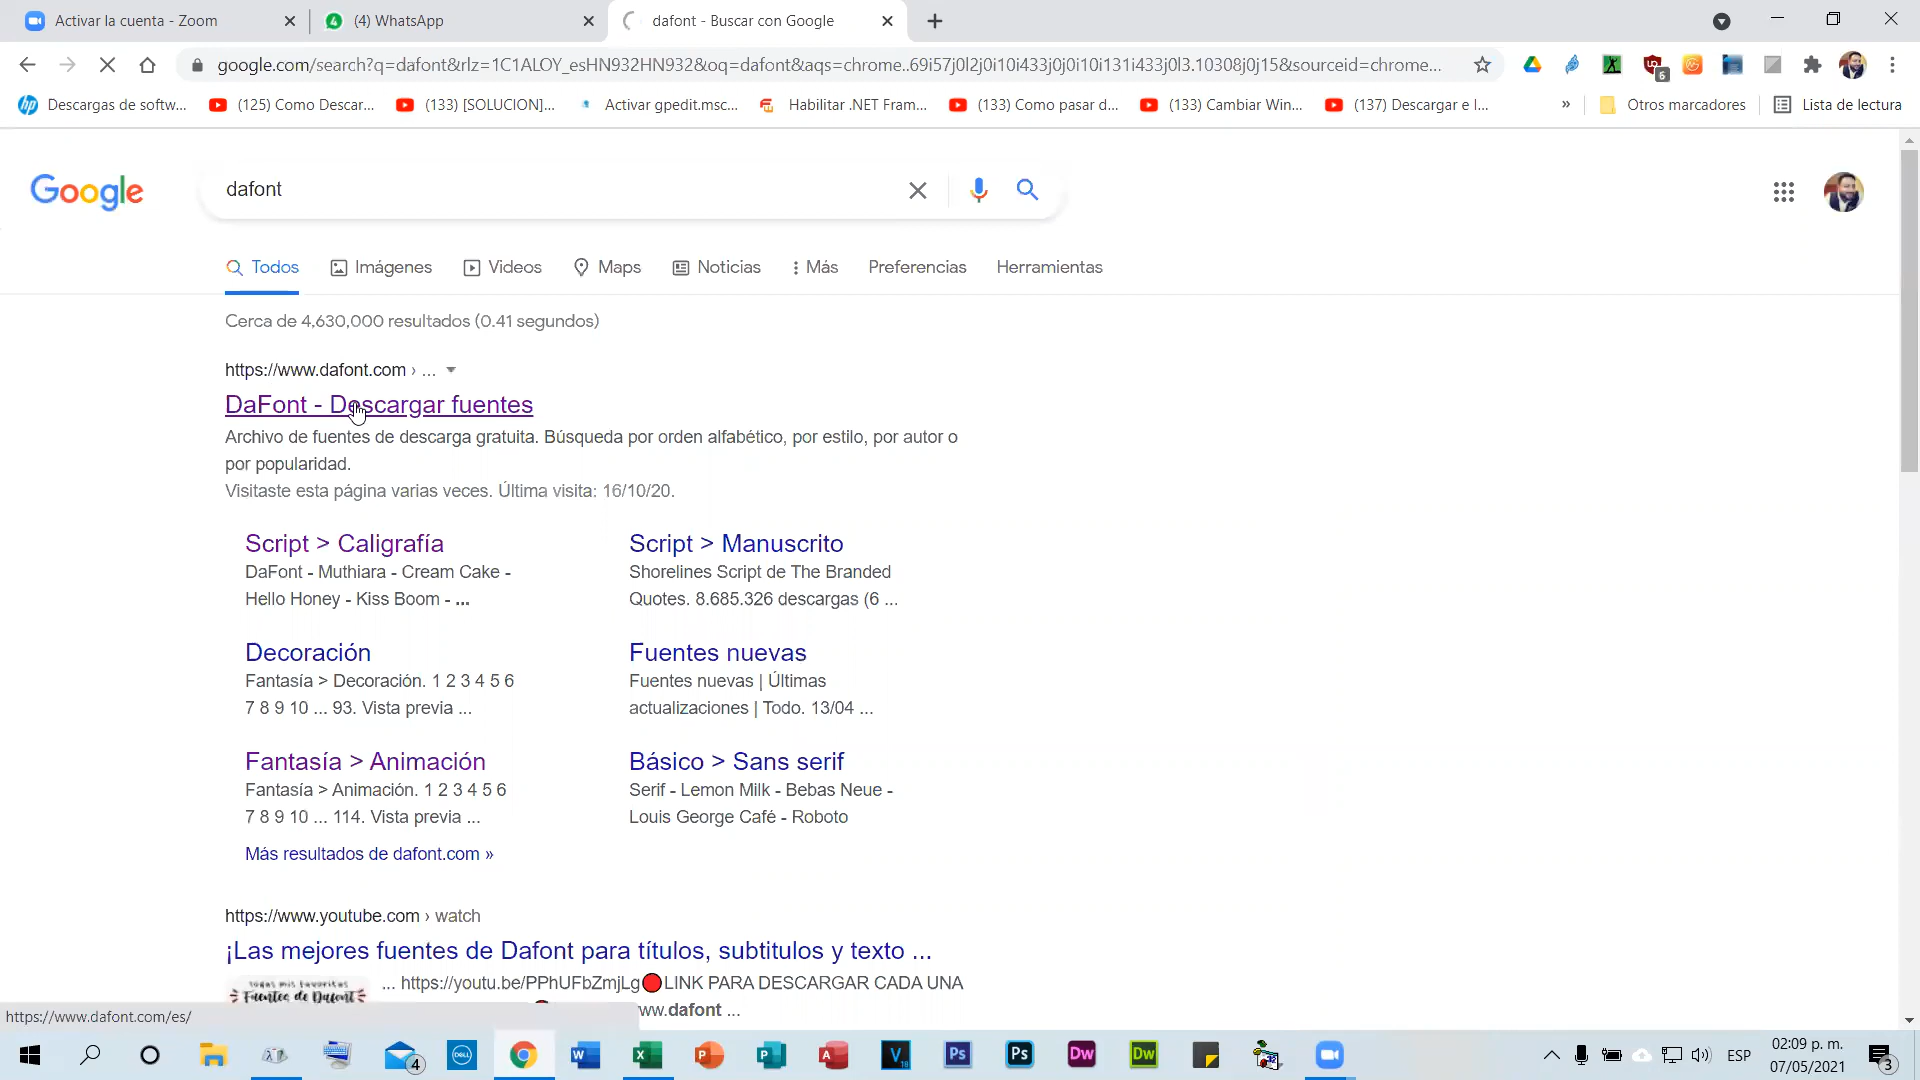 Activar la cuenta - Zoom
(4) WhatsApp
dafont - Buscar con Google
google.com/search?q=dafont&rlz=1C1ALOY_esHN932HN932&oq=dafont&aqs=chrome..69i57j0l2j0i10i433j0j0i10i131i433j0l3.10308j0j15&sourceid=chrome...
6
Descargas de softw...
(125) Como Descar...
(133) [SOLUCION]...
Activar gpedit.msc...
Habilitar .NET Fram...
(133) Como pasar d...
(133) Cambiar Win...
(137) Descargar e I...
»
Otros marcadores
Lista de lectura
Google
dafont
Todos
Imágenes
Videos
Maps
Noticias
Más
Preferencias
Herramientas
Cerca de 4,630,000 resultados (0.41 segundos)
https://www.dafont.com › ...
DaFont - Descargar fuentes
Archivo de fuentes de descarga gratuita. Búsqueda por orden alfabético, por estilo, por autor o
por popularidad.
Visitaste esta página varias veces. Última visita: 16/10/20.
Script > Caligrafía
DaFont - Muthiara - Cream Cake -
Hello Honey - Kiss Boom - ...
Script > Manuscrito
Shorelines Script de The Branded
Quotes. 8.685.326 descargas (6 ...
Decoración
Fantasía > Decoración. 1 2 3 4 5 6
7 8 9 10 ... 93. Vista previa ...
Fuentes nuevas
Fuentes nuevas | Últimas
actualizaciones | Todo. 13/04 ...
Fantasía > Animación
Fantasía > Animación. 1 2 3 4 5 6
7 8 9 10 ... 114. Vista previa ...
Básico > Sans serif
Serif - Lemon Milk - Bebas Neue -
Louis George Café - Roboto
Más resultados de dafont.com »
https://www.youtube.com › watch
¡Las mejores fuentes de Dafont para títulos, subtitulos y texto ...
todas mis favoritas
Fuentes de Dafont
... https://youtu.be/PPhUFbZmjLg🔴LINK PARA DESCARGAR CADA UNA
ww.dafont ...
https://www.dafont.com/es/
4
DELL
ESP
02:09 p. m.
07/05/2021
3